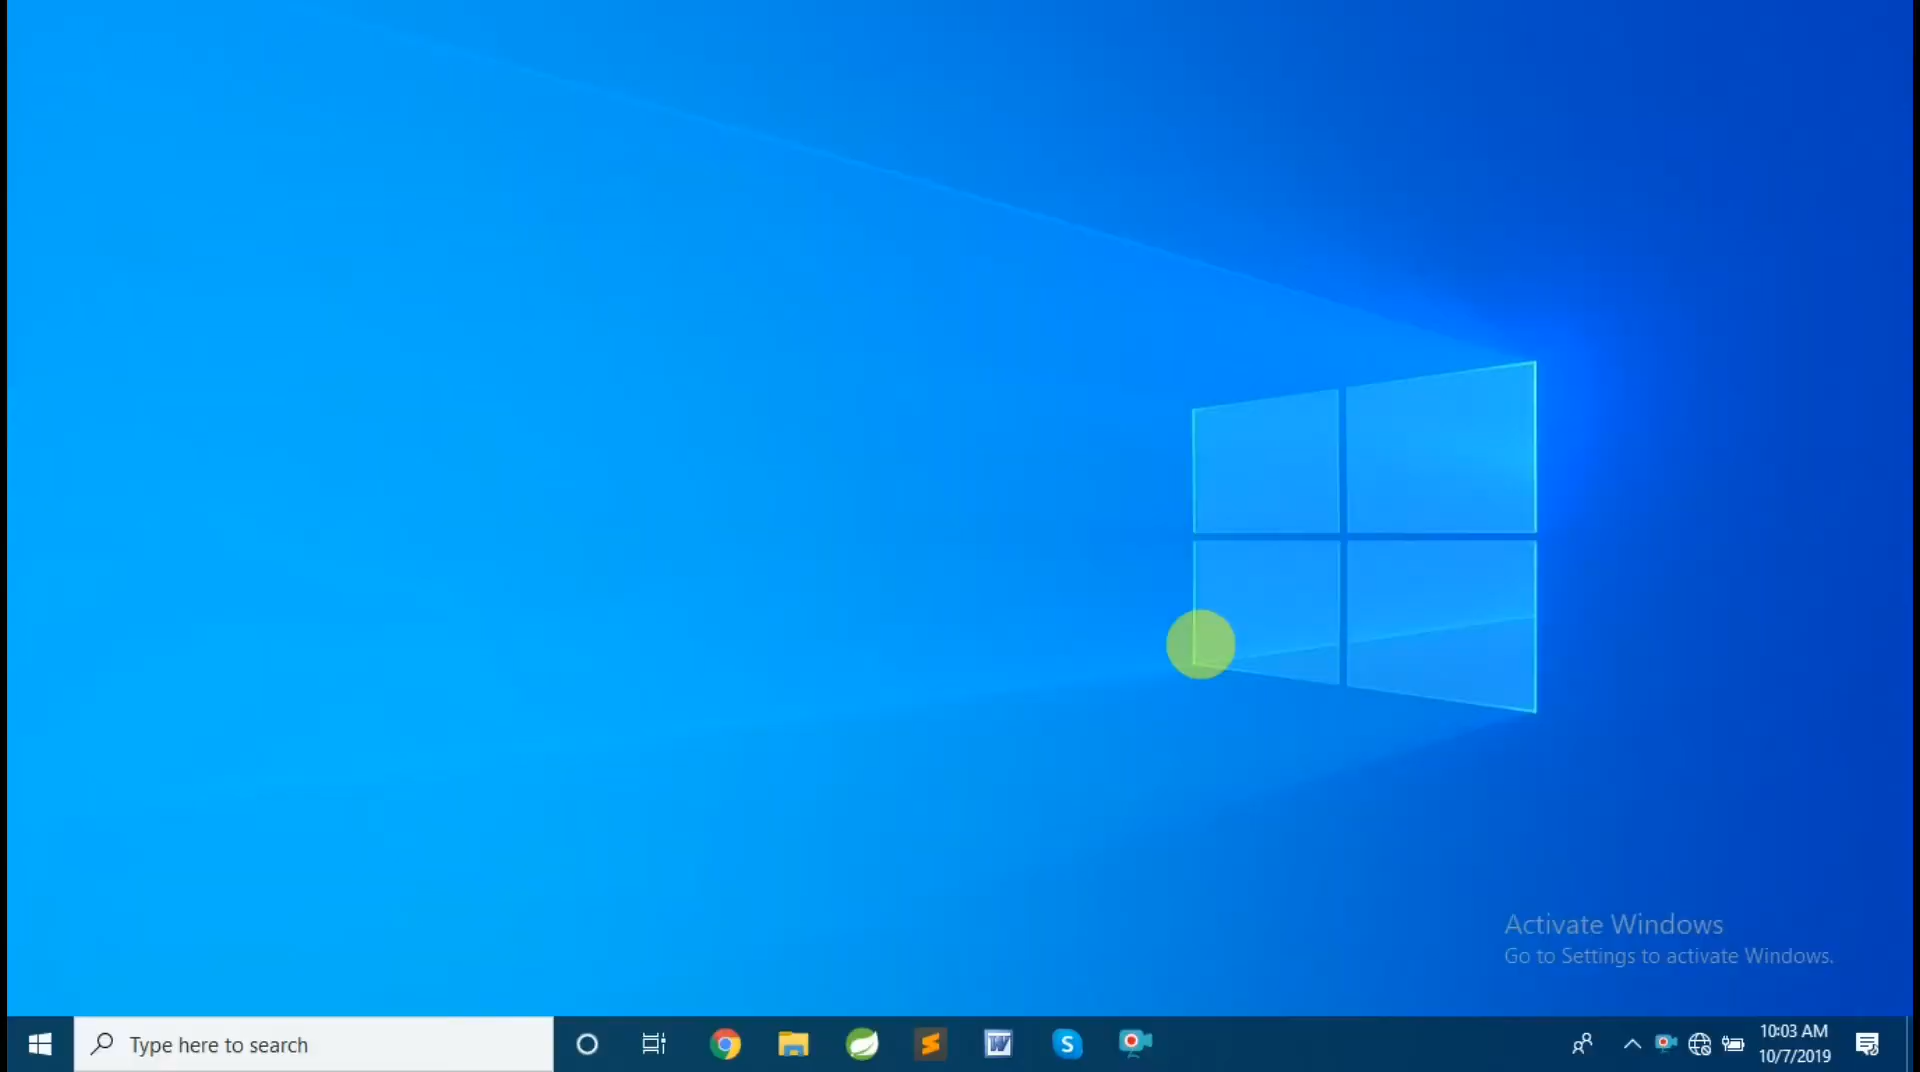 Activate Windows
Go to Settings to activate Windows.
Type here to search
W
S
10:03 AM
10/7/2019